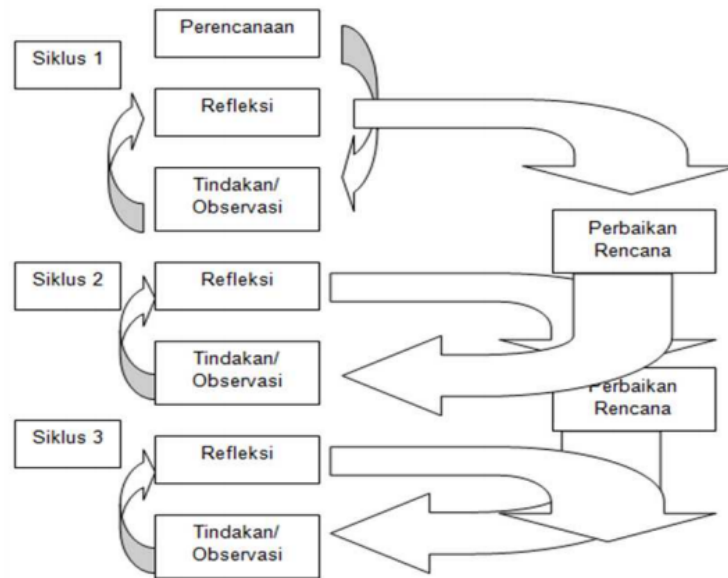 Perencanaan
Siklus 1
Refleksi
Tindakan/
Observasi
Perbaikan
Rencana
Siklus 2
Refleksi
Tindakan/
Observasi
Perbaikan
Rencana
Siklus 3
Refleksi
Tindakan/
Observasi